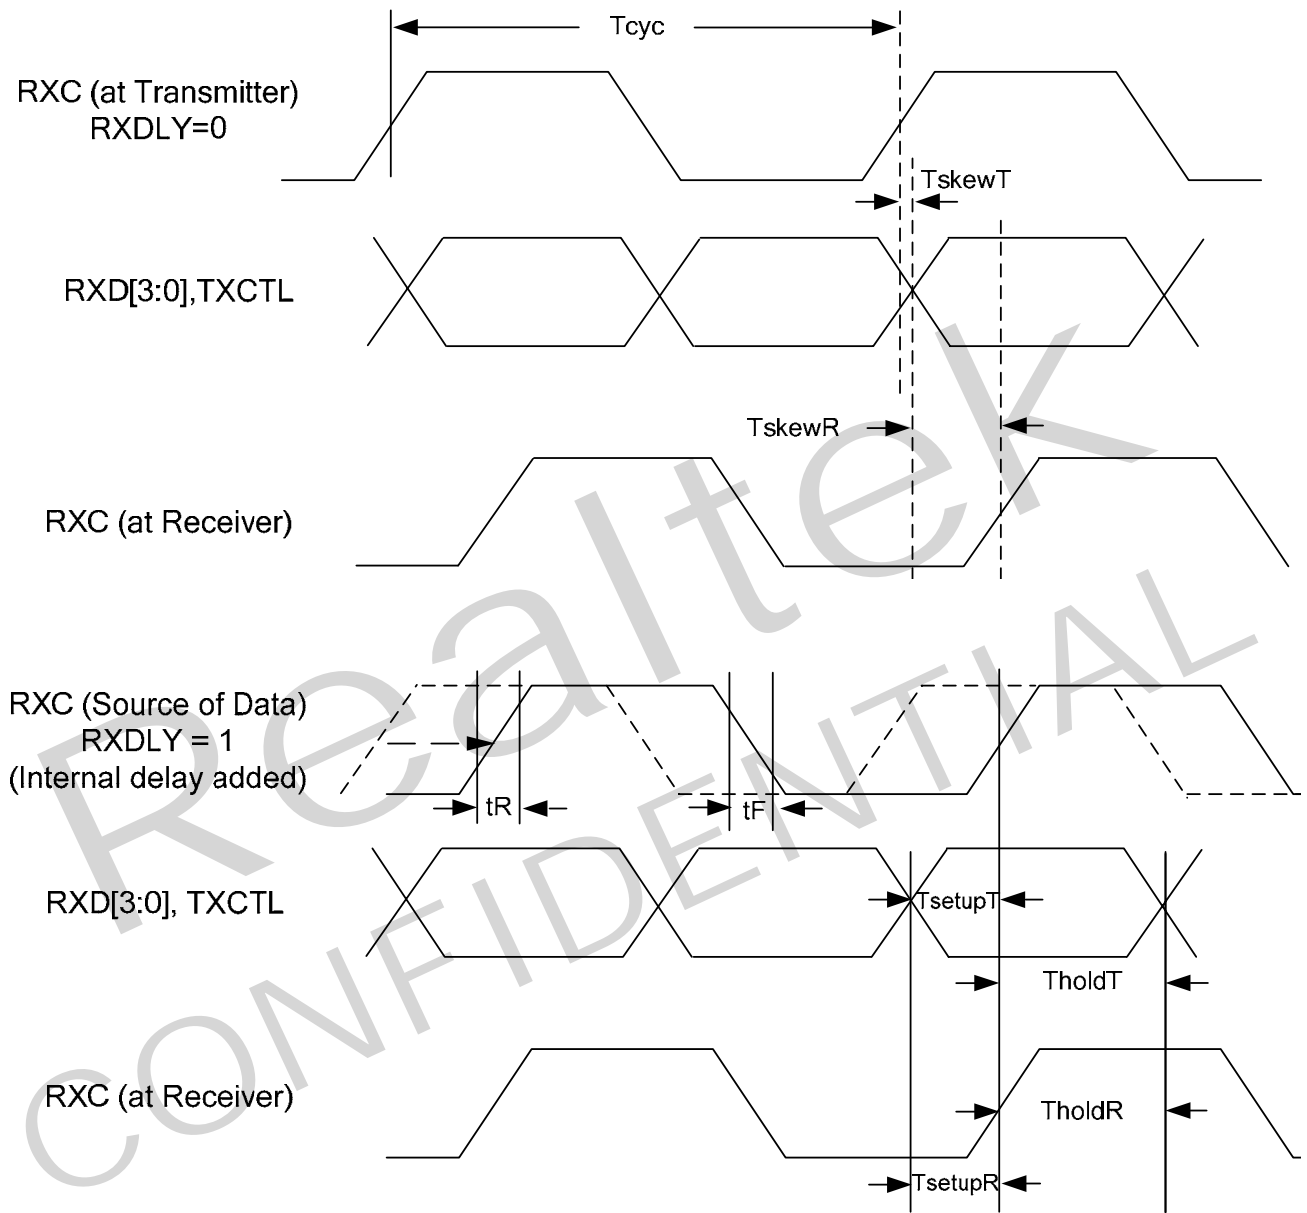 Tcyc
RXC (at Transmitter)
RXDLY=0
TskewT
RXD[3:0],TXCTL
TskewR
RXC (at Receiver)
RXC (Source of Data)
RXDLY = 1
(Internal delay added)
tR
tF
RXD[3:0], TXCTL
TsetupT
TholdT
RXC (at Receiver)
TholdR
TsetupR
Realtek
CONFIDENTIAL